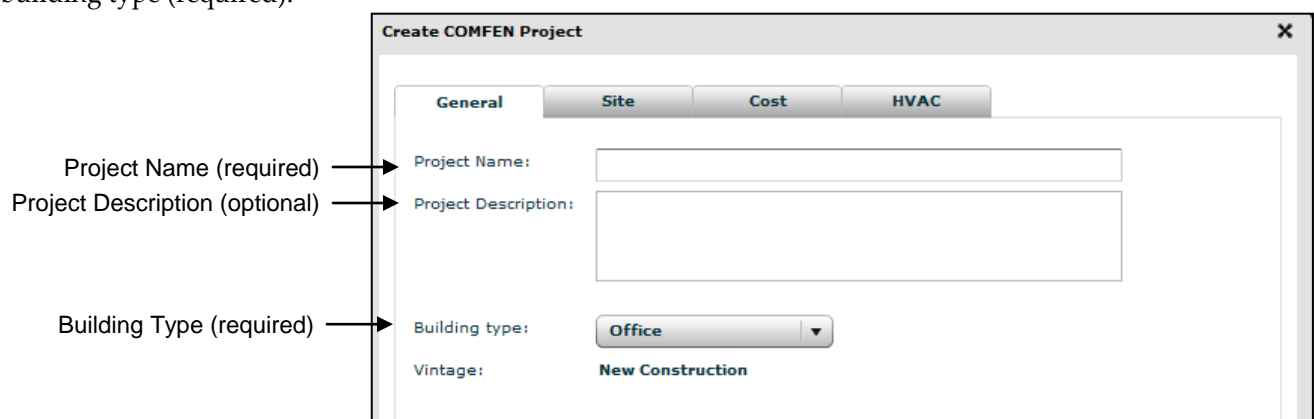 building type (required).
Create COMFEN Project
General Site Cost HVAC
Project Name (required) Project Name:
Project Description (optional) Project Description:
Building Type (required) Building type: Office
Vintage: New Construction